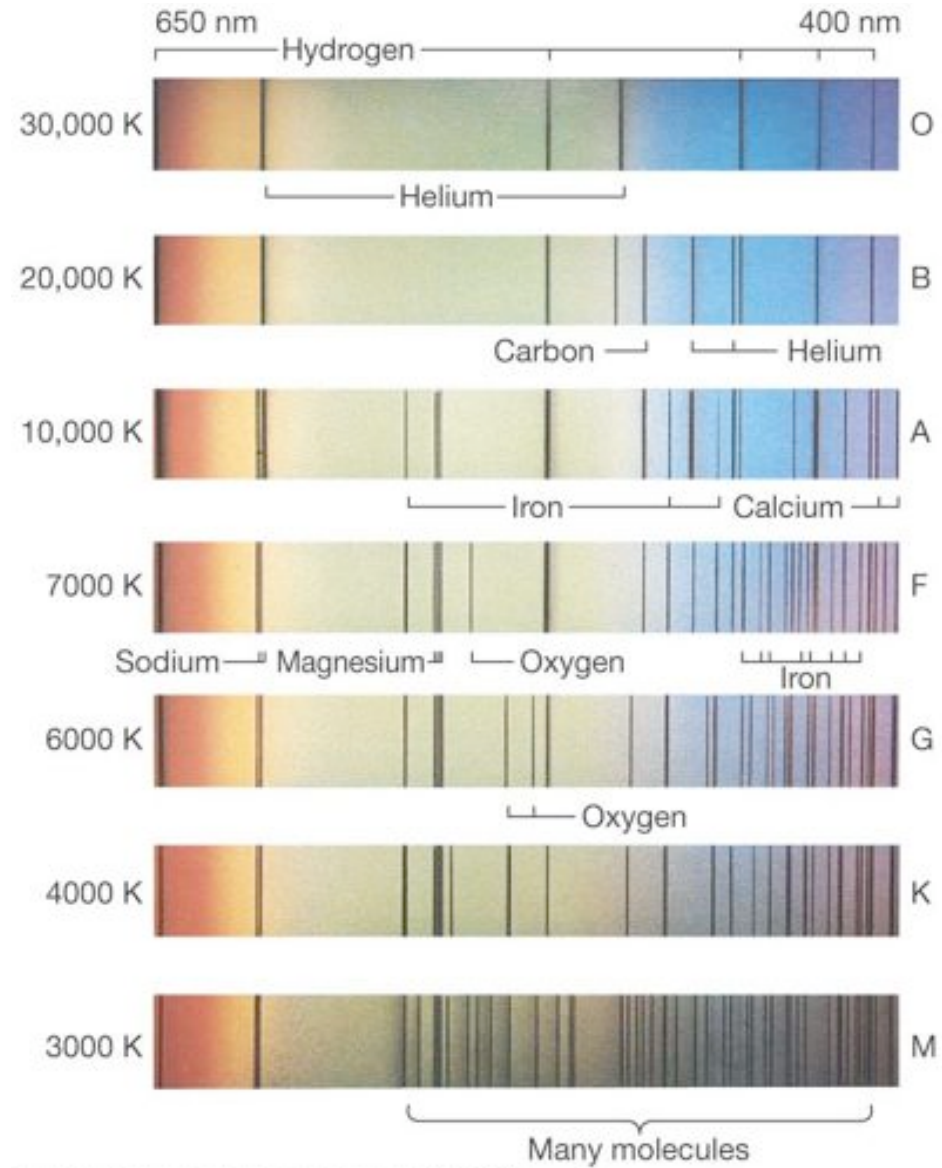 650 nm 400 nm
Hydrogen
30,000 K O
Helium
20,000 K B
Carbon Helium
10,000 K A
Iron Calcium
7000 K F
Sodium Magnesium Oxygen Iron
6000 K G
Oxygen
4000 K K
3000 K M
Many molecules